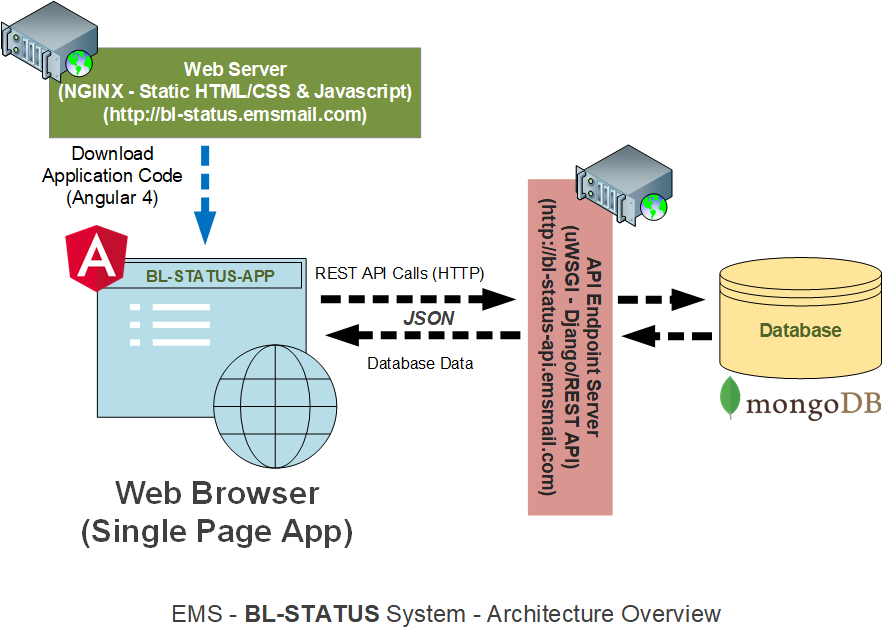 Web Server
(NGINX - Static HTML/CSS & Javascript)
(http://bl-status.emsmail.com)
Download
Application Code
(Angular 4)
A
BL-STATUS-APP
REST API Calls (HTTP)
JSON
Database Data
API Endpoint Server
(uWSGI - Django/REST API)
(http://bl-status-api.emsmail.com)
Database
mongoDB
Web Browser
(Single Page App)
EMS - BL-STATUS System - Architecture Overview